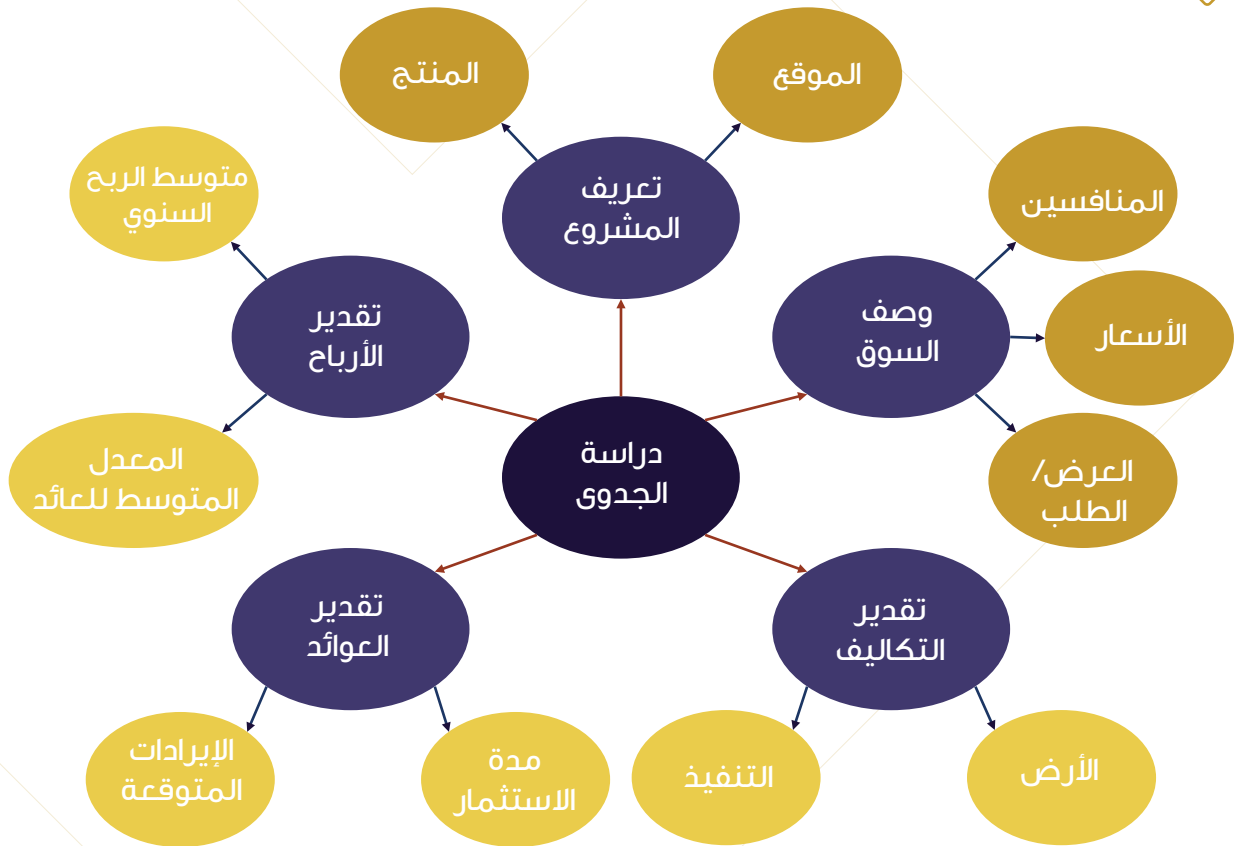 الموقع
المنتج
تعريف
المشروع
المنافسين
متوسط الربح
السنوي
وصف
السوق
الأسعار
تقدير
الأرباح
العرض/
الطلب
دراسة
الجدوى
المعدل
المتوسط للعائد
تقدير
التكاليف
تقدير
العوائد
الأرض
التنفيذ
مدة
الاستثمار
الإيرادات
المتوقعة